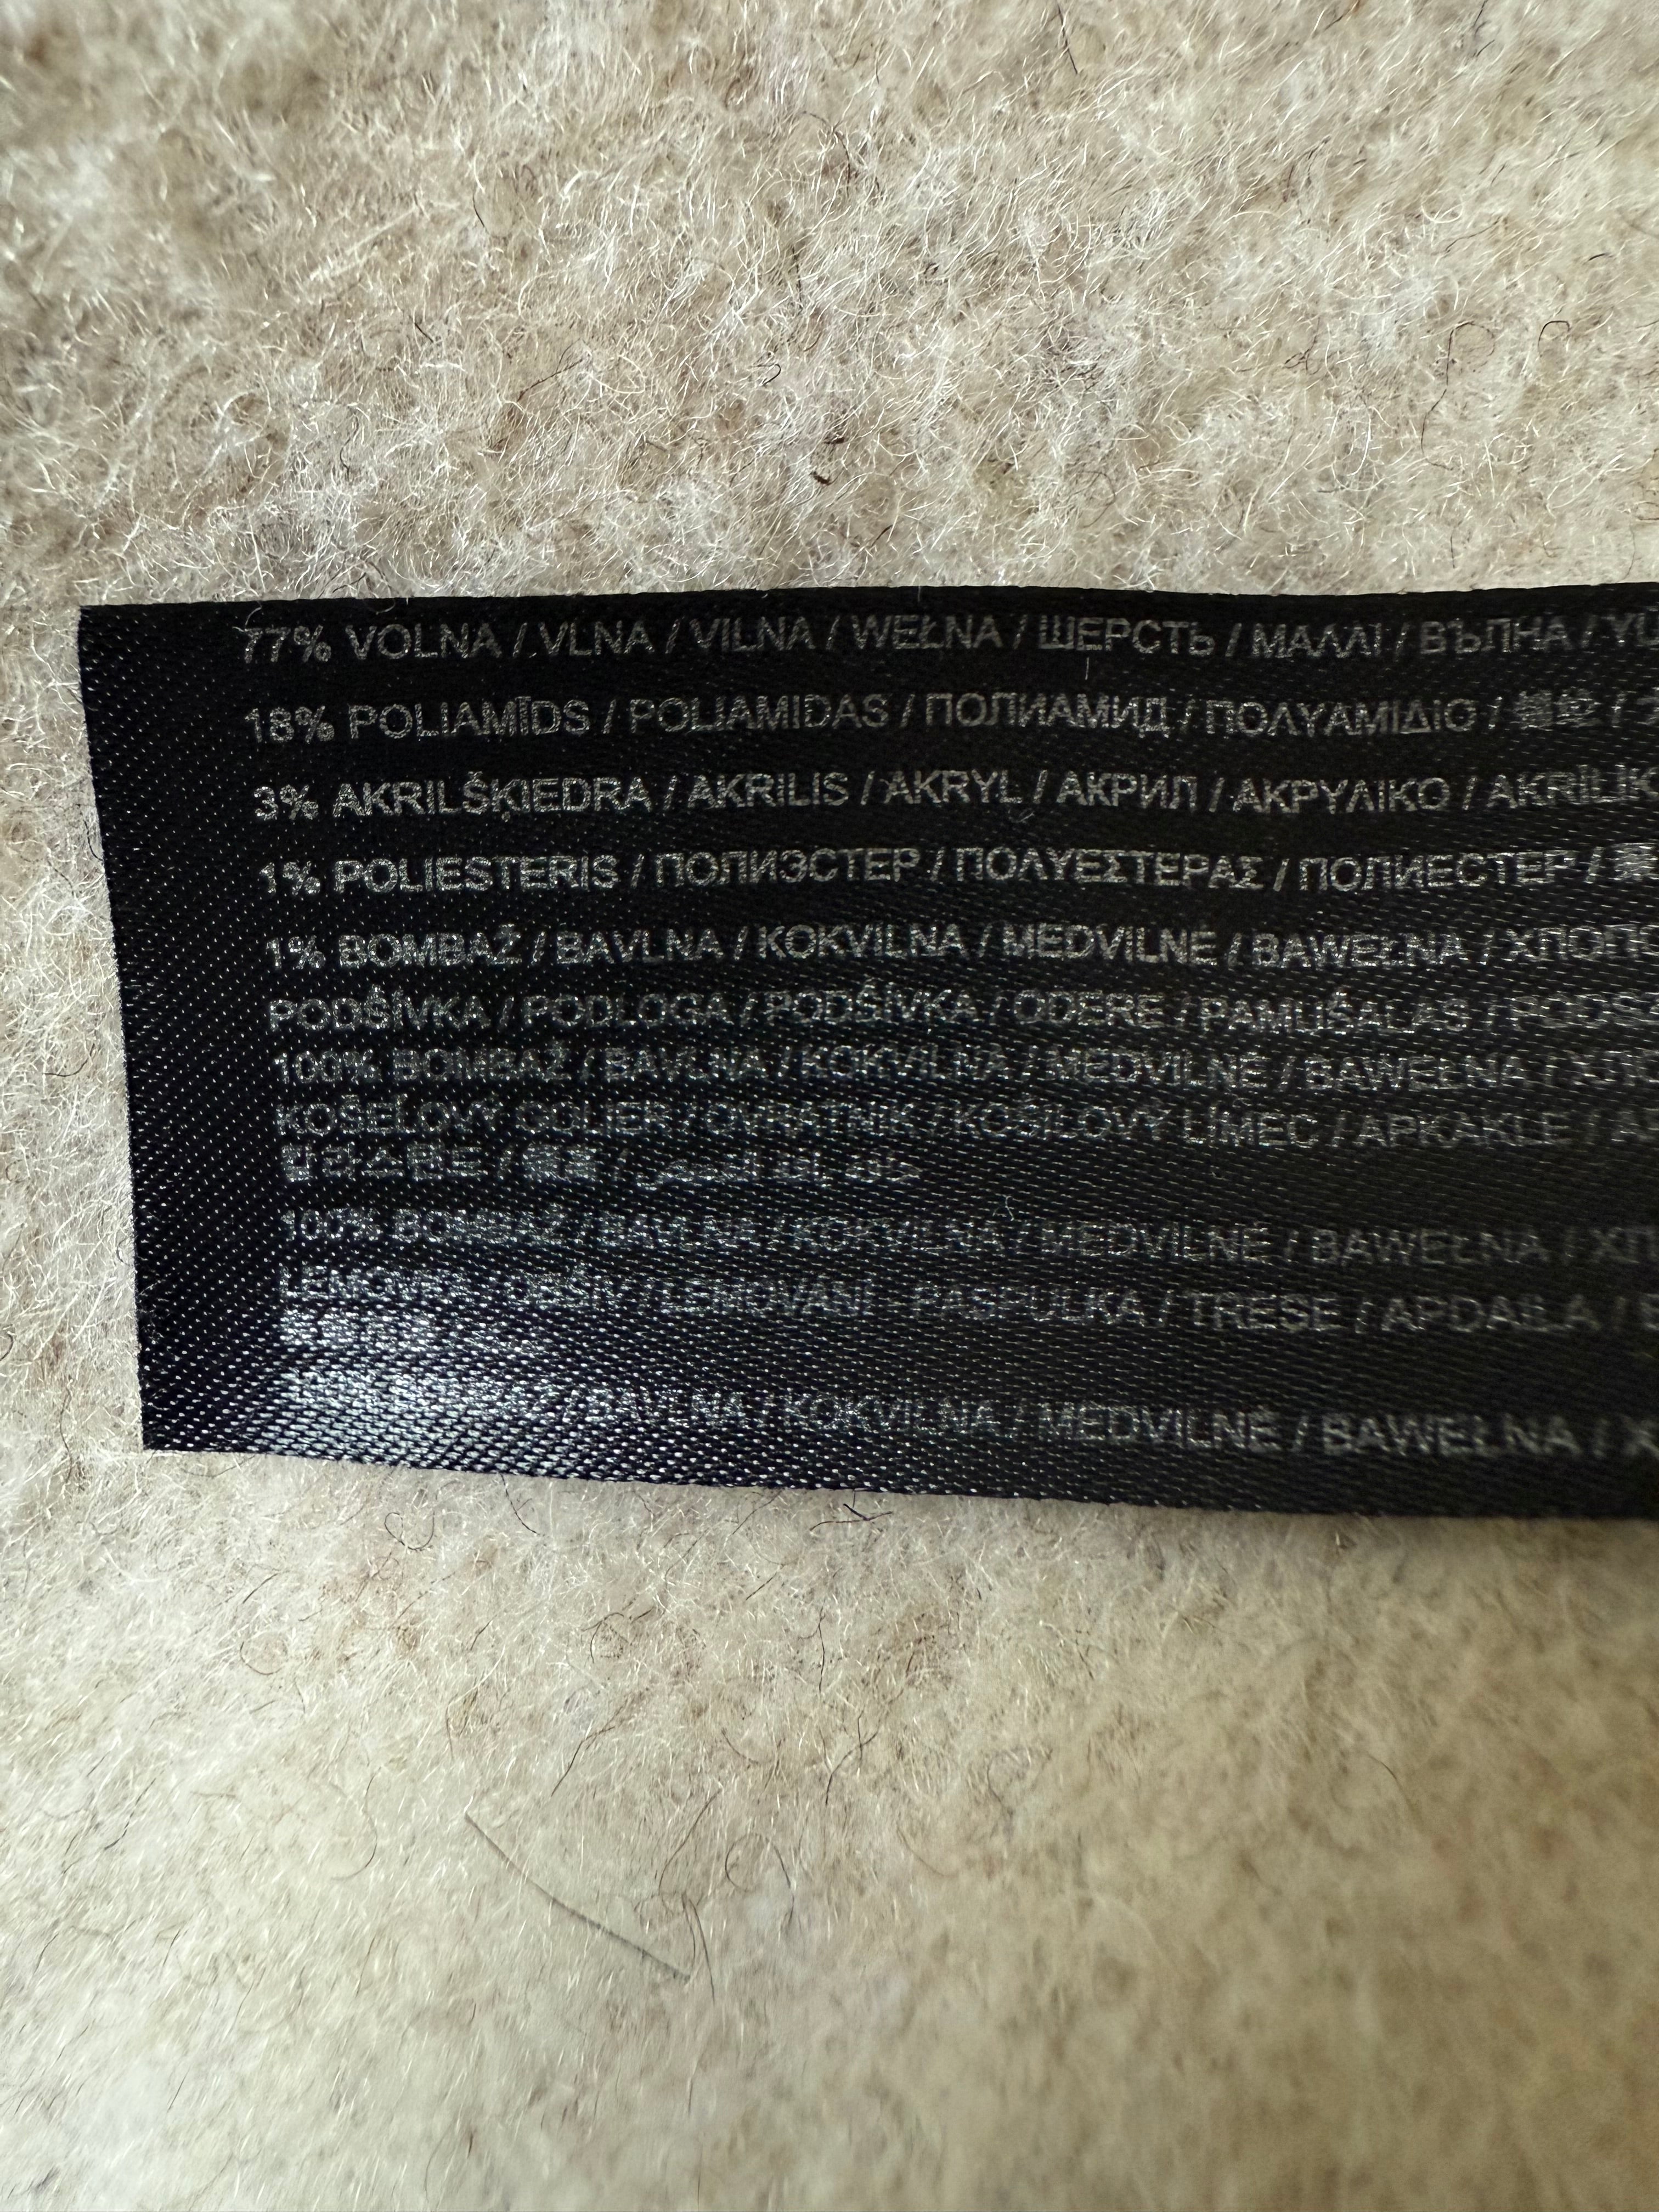 77% VOLNA / VLNA / VILNA / WEŁNA / ШЕРСТЬ / ΜΑΛΛΙ / ВЪЛНА /
18% POLIAMĪDS / POLIAMIDAS / ПОЛИАМИД / ΠΟΛΥΑΜΙΔΙΟ /
3% AKRILŠĶIEDRA / AKRILIS / AKRYL / АКРИЛ / ΑΚΡΥΛΙΚΟ /
1% POLIESTERIS / ПОЛИЭСТЕР / ΠΟΛΥΕΣΤΕΡΑΣ / ПОЛИЕСТЕР /
1% BOMBAŽ / BAVLNA / KOKVILNA / MEDVILNĖ / BAWEŁNA /
PODŠÍVKA / PODLOGA / PODŠÍVKA / ODERE / PAMUŠALAS /
100% BOMBAŽ / BAVLNA / KOKVILNA / MEDVILNĖ / BAWEŁNA /
KOŠEĽOVÝ GOLIER / OVRATNIK / KOŠILOVÝ LÍMEC / APKAKLE /
100% BOMBAŽ / BAVLNA / KOKVILNA / MEDVILNĖ / BAWEŁNA /
LEMOVKA / OBŠIV / LEMOVÁNÍ - PASPULKA / TRESE / APDAILA /
/ BAVLNA / KOKVILNA / MEDVILNĖ / BAWEŁNA /